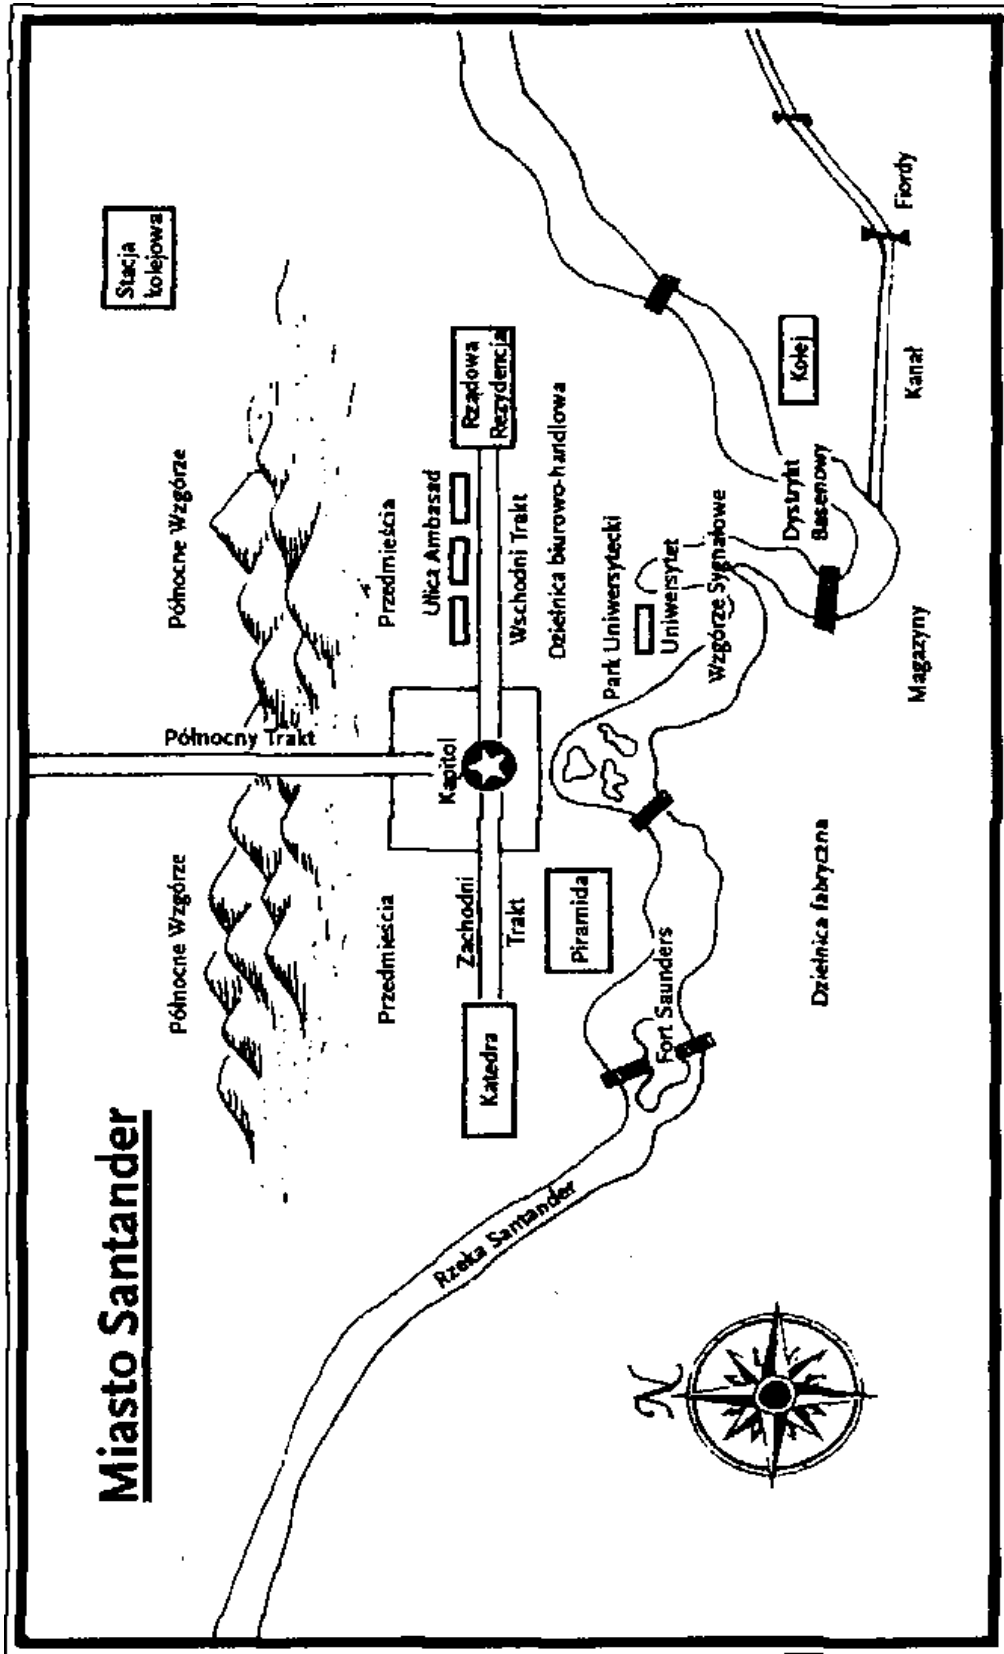 Miasto Santander
Północne Wzgórze
Północny Trakt
Północne Wzgórze
Stacja
kolejowa
Przedmieścia
Przedmieścia
Kapitol
Ulica Ambasad
Katedra
Zachodni
Trakt
Wschodni Trakt
Rządowa
Rezydencja
Rzeka Santander
Piramida
Dzielnica biurowo-handlowa
Park Uniwersytecki
Uniwersytet
Fort Saunders
Wzgórze Sygnałowe
Dystrykt
Basenowy
Kolej
N
Dzielnica fabryczna
Magazyny
Kanał
Fiordy